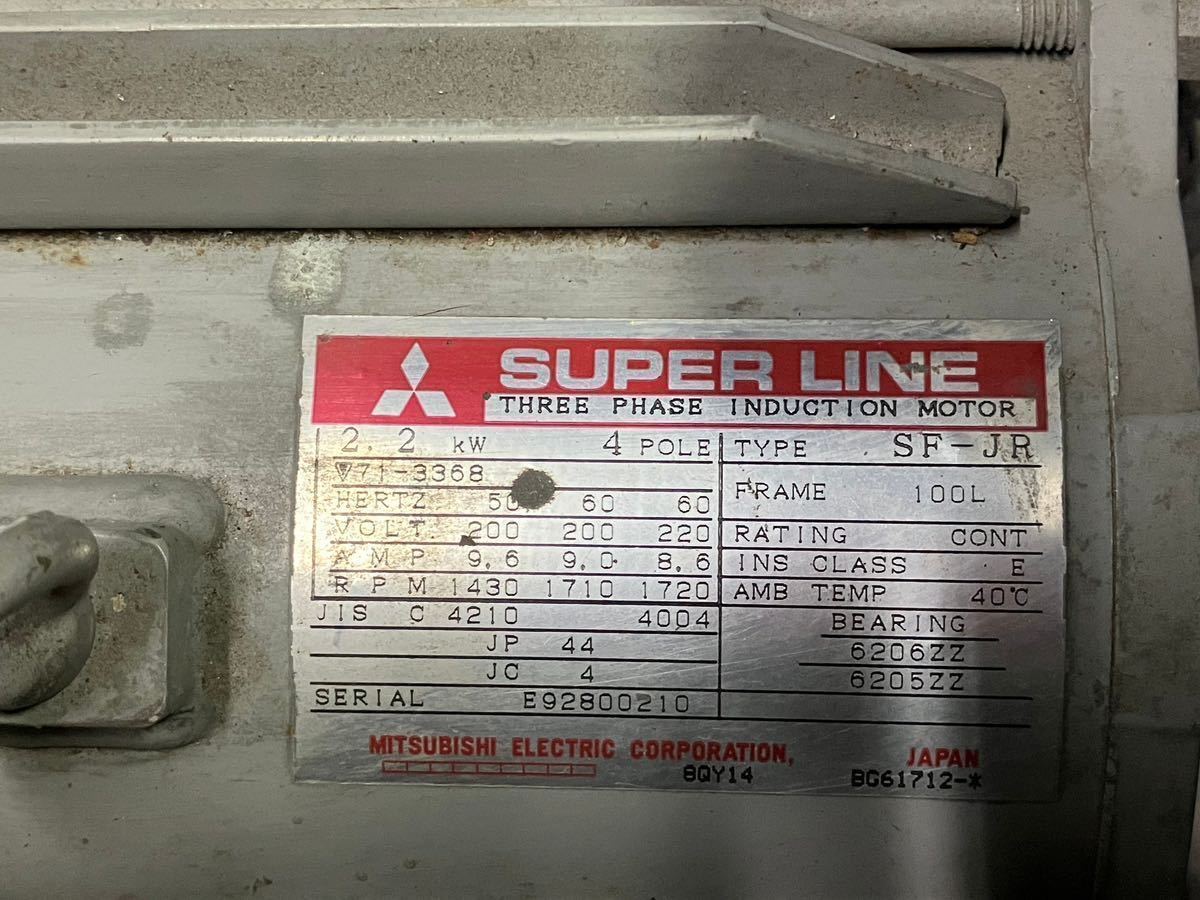 SUPER LINE
THREE PHASE INDUCTION MOTOR
2.2 kW 4 POLE
▽71-3368
HERTZ 50 60 60
VOLT 200 200 220
AMP 9.6 9.0 8.6
RPM 1430 1710 1720
JIS C 4210 4004
JP 44
JC 4
SERIAL E92800210
TYPE SF-JR
FRAME 100L
RATING CONT
INS CLASS E
AMB TEMP 40℃
BEARING
6206ZZ
6205ZZ
MITSUBISHI ELECTRIC CORPORATION, JAPAN
8QY14 BG61712-*